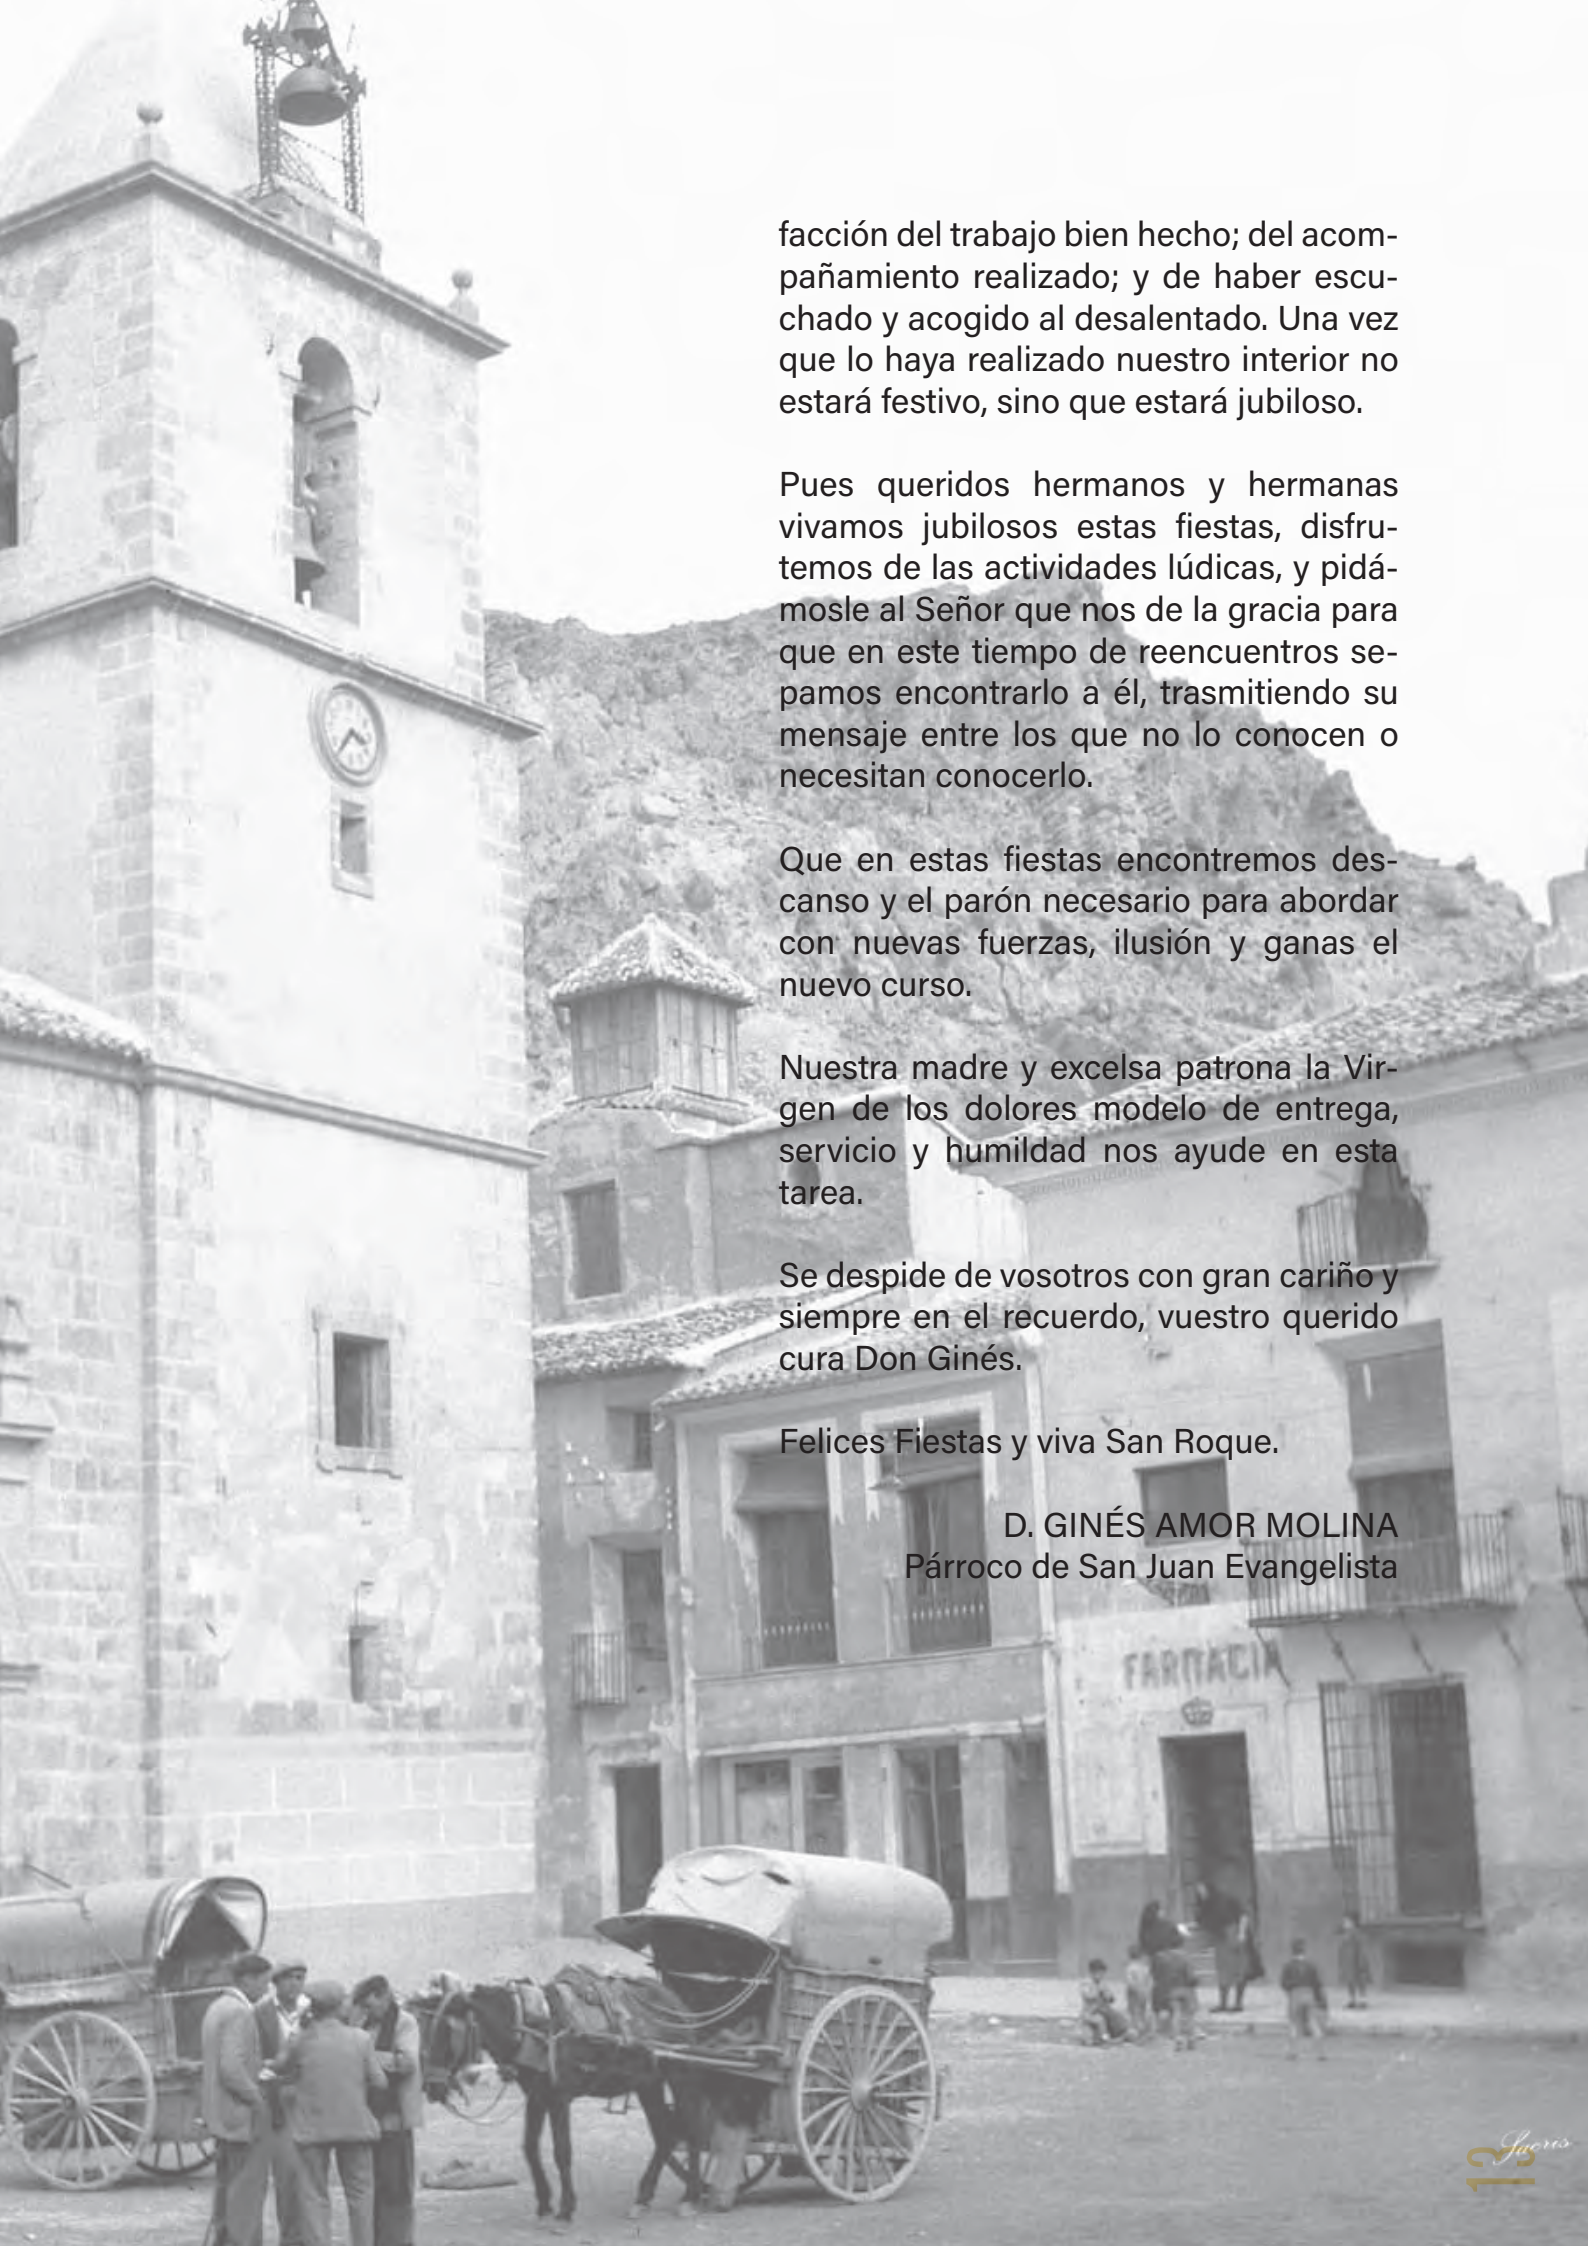 facción del trabajo bien hecho; del acom-
pañamiento realizado; y de haber escu-
chado y acogido al desalentado. Una vez
que lo haya realizado nuestro interior no
estará festivo, sino que estará jubiloso.
Pues queridos hermanos y hermanas
vivamos jubilosos estas fiestas, disfru-
temos de las actividades lúdicas, y pidá-
mosle al Señor que nos de la gracia para
que en este tiempo de reencuentros se-
pamos encontrarlo a él, trasmitiendo su
mensaje entre los que no lo conocen o
necesitan conocerlo.
Que en estas fiestas encontremos des-
canso y el parón necesario para abordar
con nuevas fuerzas, ilusión y ganas el
nuevo curso.
Nuestra madre y excelsa patrona la Vir-
gen de los dolores modelo de entrega,
servicio y humildad nos ayude en esta
tarea.
Se despide de vosotros con gran cariño y
siempre en el recuerdo, vuestro querido
cura Don Ginés.
Felices Fiestas y viva San Roque.
D. GINÉS AMOR MOLINA
Párroco de San Juan Evangelista
FARMACIA
13